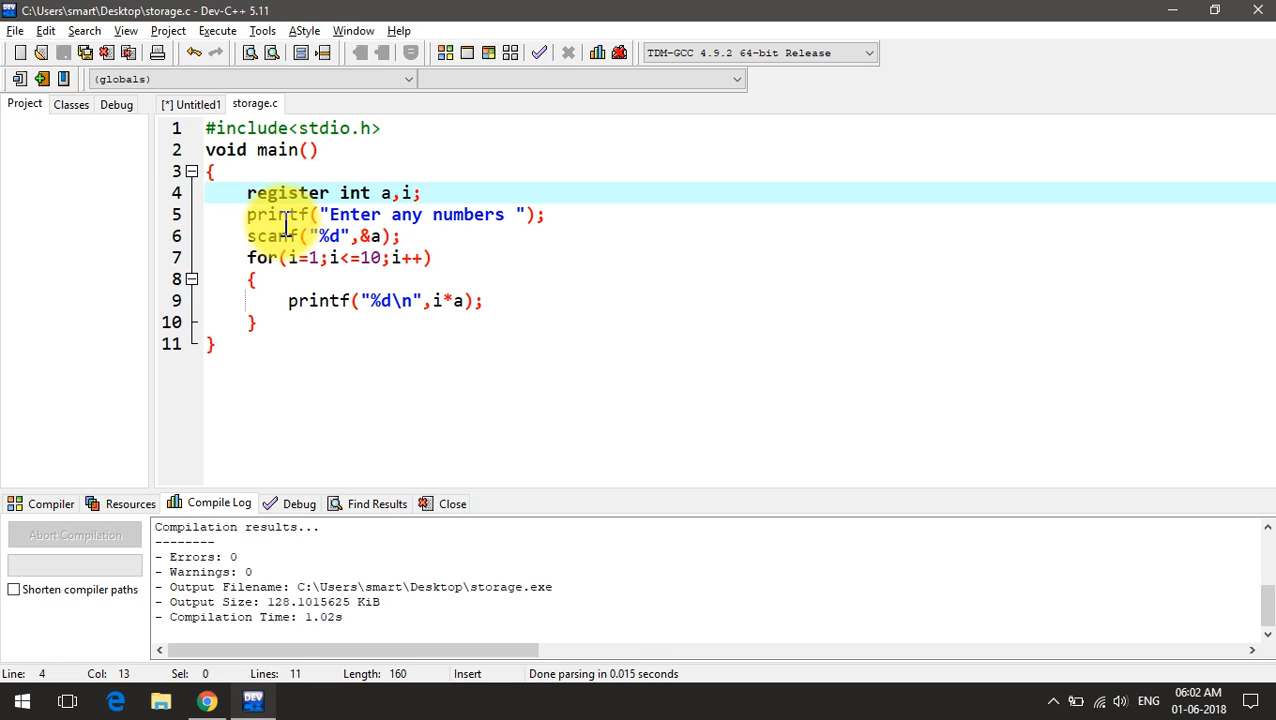 C:\Users\smart\Desktop\storage.c - Dev-C++ 5.11
File Edit Search View Project Execute Tools AStyle Window Help
TDM-GCC 4.9.2 64-bit Release
(globals)
Project Classes Debug [*] Untitled1 storage.c
1 #include<stdio.h>
2 void main()
3 {
4 register int a,i;
5 printf("Enter any numbers ");
6 scanf("%d",&a);
7 for(i=1;i<=10;i++)
8 {
9 printf("%d\n",i*a);
10 }
11 }
Compiler Resources Compile Log Debug Find Results Close
Abort Compilation
Shorten compiler paths
Compilation results...
--------
- Errors: 0
- Warnings: 0
- Output Filename: C:\Users\smart\Desktop\storage.exe
- Output Size: 128.1015625 KiB
- Compilation Time: 1.02s
Line: 4 Col: 13 Sel: 0 Lines: 11 Length: 160 Insert Done parsing in 0.015 seconds
DEV
ENG
06:02 AM
01-06-2018